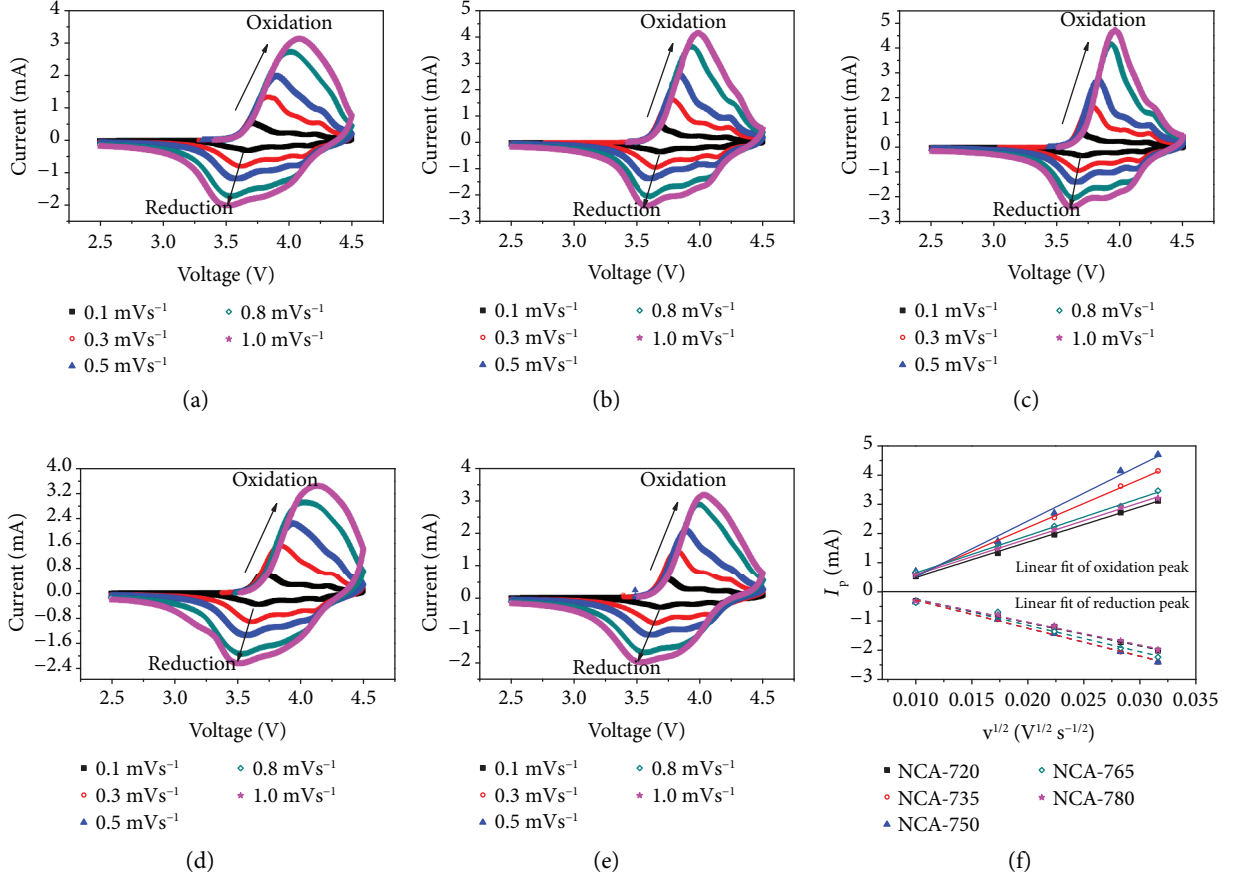 4
3
2
1
0
−1
−2
Current (mA)
Oxidation
Reduction
2.5 3.0 3.5 4.0 4.5
Voltage (V)
0.1 mVs⁻¹ 0.8 mVs⁻¹
0.3 mVs⁻¹ 1.0 mVs⁻¹
0.5 mVs⁻¹
(a)
5
4
3
2
1
0
−1
−2
−3
Current (mA)
Oxidation
Reduction
2.5 3.0 3.5 4.0 4.5
Voltage (V)
0.1 mVs⁻¹ 0.8 mVs⁻¹
0.3 mVs⁻¹ 1.0 mVs⁻¹
0.5 mVs⁻¹
(b)
5
4
3
2
1
0
−1
−2
−3
Current (mA)
Oxidation
Reduction
2.5 3.0 3.5 4.0 4.5
Voltage (V)
0.1 mVs⁻¹ 0.8 mVs⁻¹
0.3 mVs⁻¹ 1.0 mVs⁻¹
0.5 mVs⁻¹
(c)
4.0
3.2
2.4
1.6
0.8
0.0
−0.8
−1.6
−2.4
Current (mA)
Oxidation
Reduction
2.5 3.0 3.5 4.0 4.5
Voltage (V)
0.1 mVs⁻¹ 0.8 mVs⁻¹
0.3 mVs⁻¹ 1.0 mVs⁻¹
0.5 mVs⁻¹
(d)
4
3
2
1
0
−1
−2
Current (mA)
Oxidation
Reduction
2.5 3.0 3.5 4.0 4.5
Voltage (V)
0.1 mVs⁻¹ 0.8 mVs⁻¹
0.3 mVs⁻¹ 1.0 mVs⁻¹
0.5 mVs⁻¹
(e)
5
4
3
2
1
0
−1
−2
−3
Iₚ (mA)
Linear fit of oxidation peak
Linear fit of reduction peak
0.010 0.015 0.020 0.025 0.030 0.035
v¹/² (V¹/² s⁻¹/²)
NCA-720 NCA-765
NCA-735 NCA-780
NCA-750
(f)